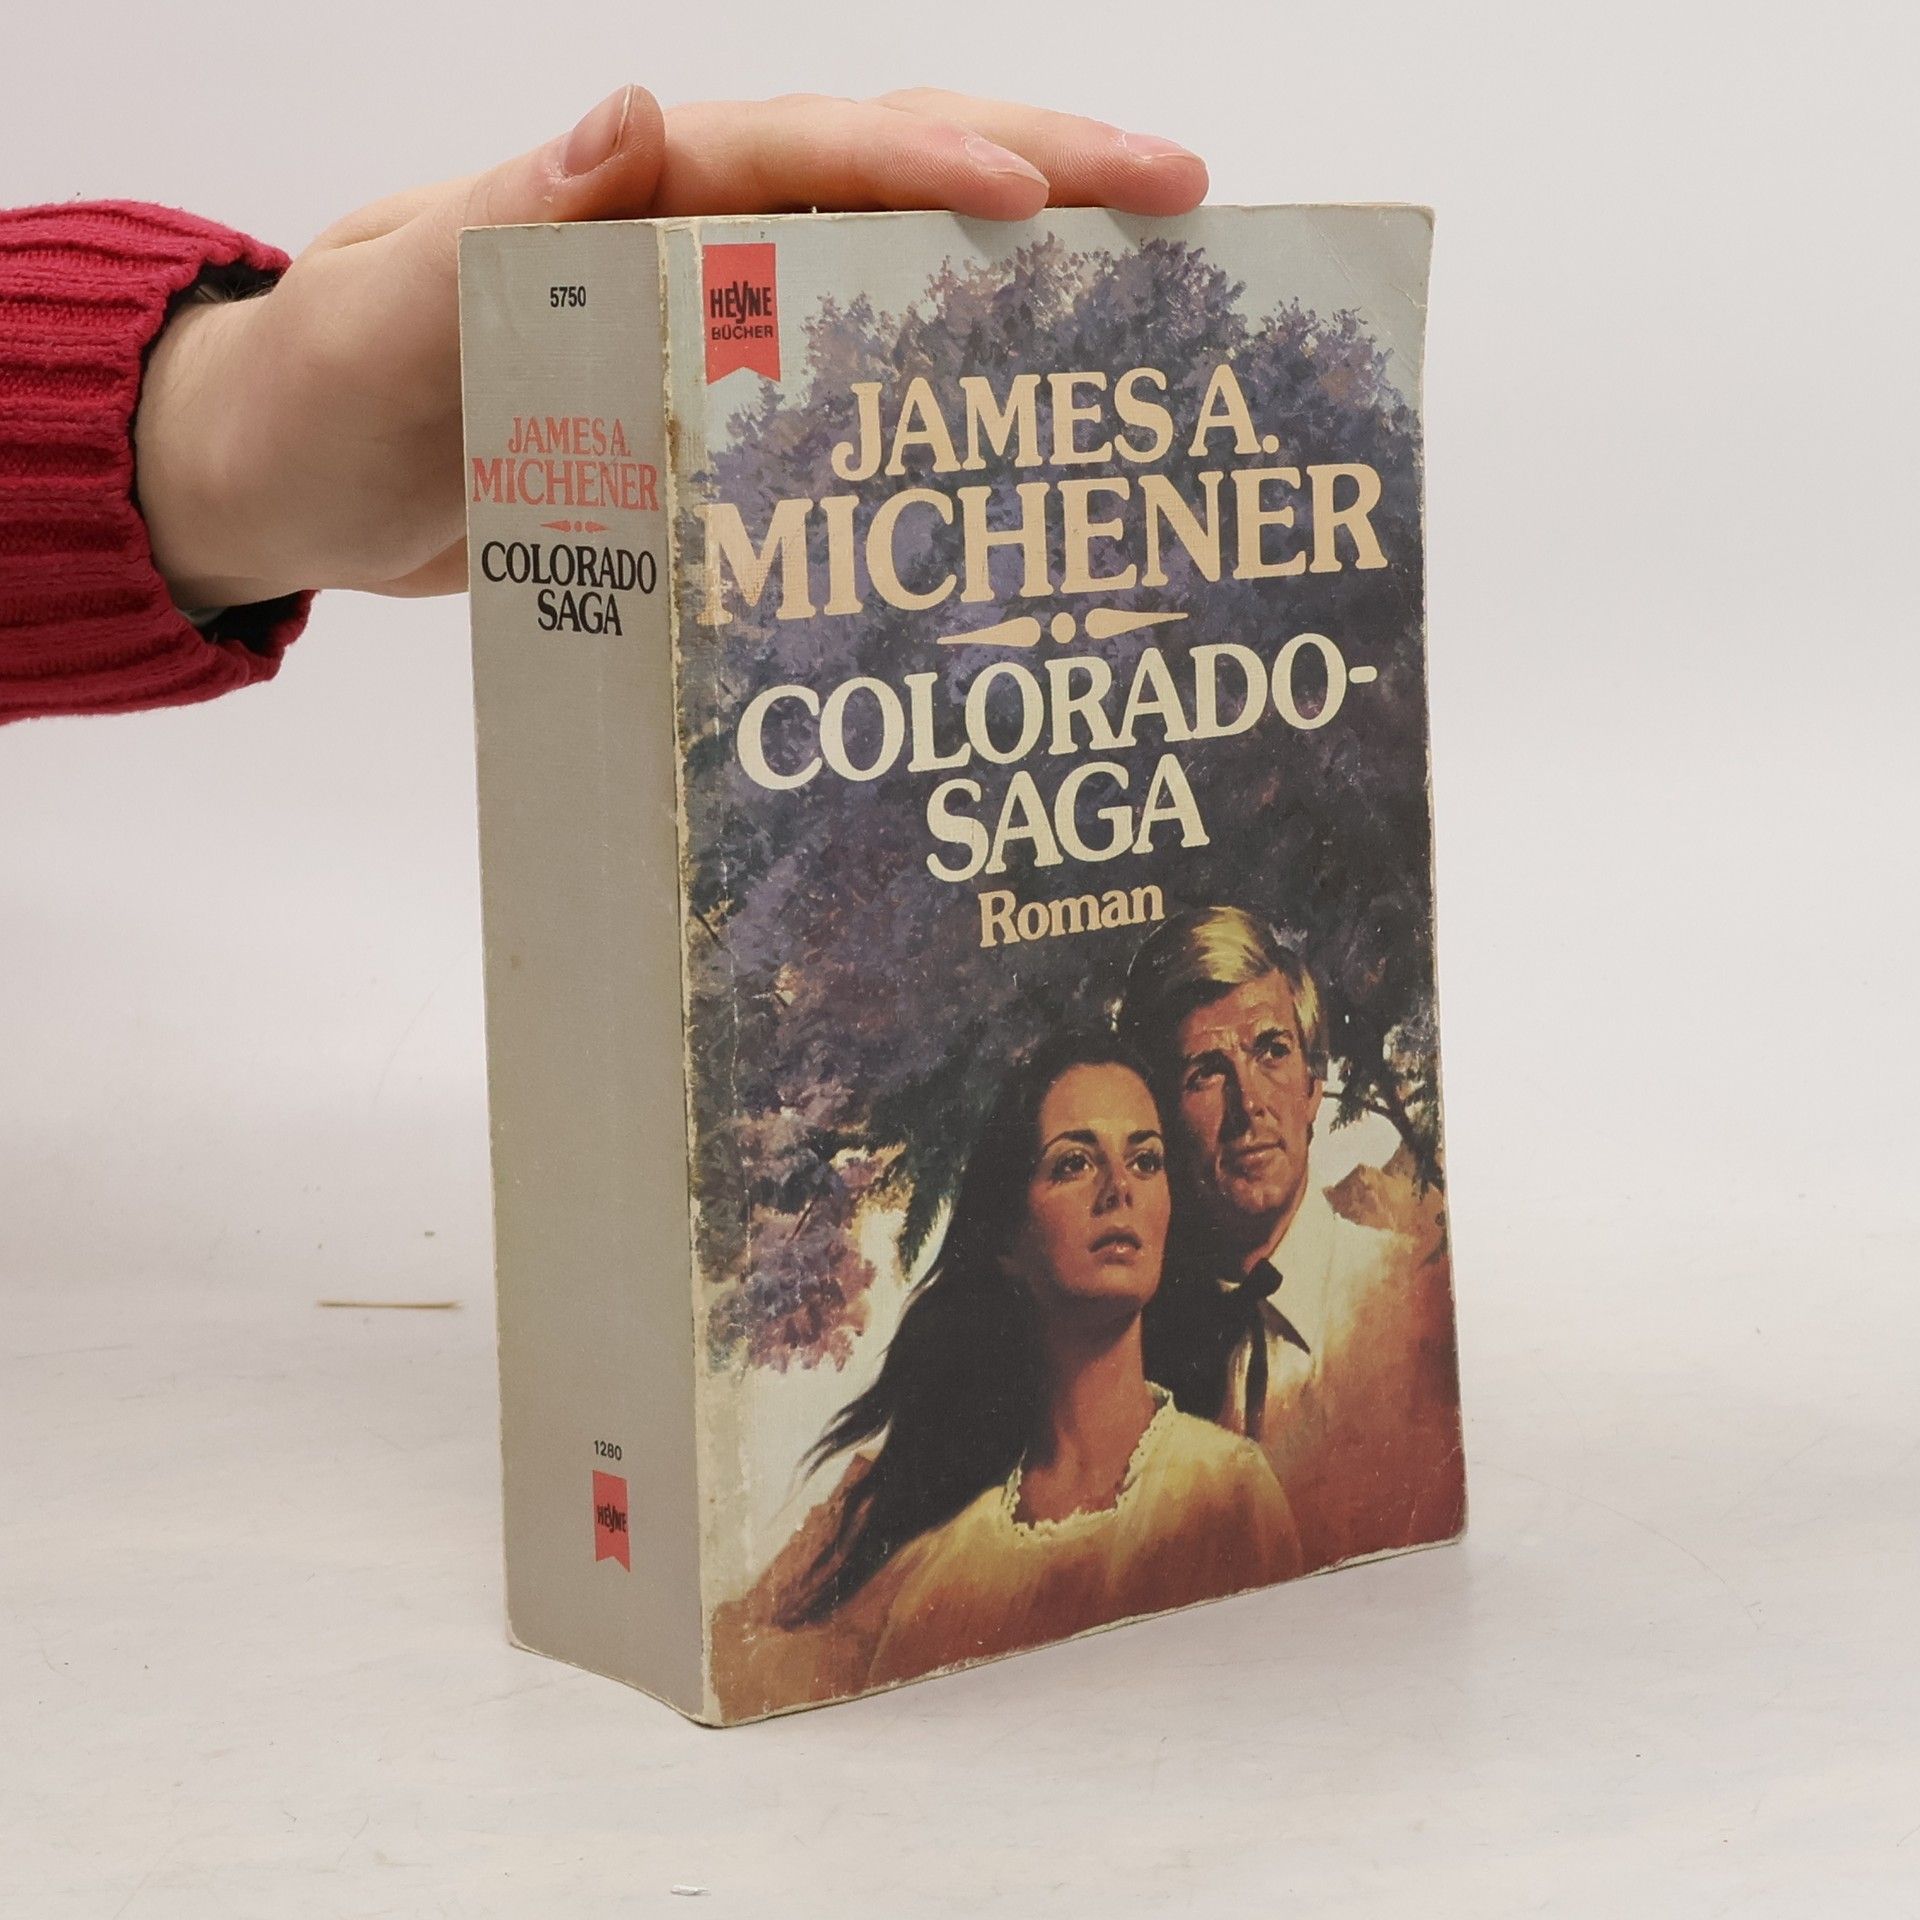 5750
JAMES A.
MICHENER
COLORADO
SAGA
1280
HEYNE
HEYNE
BÜCHER
JAMES A.
MICHENER
COLORADO-
SAGA
Roman